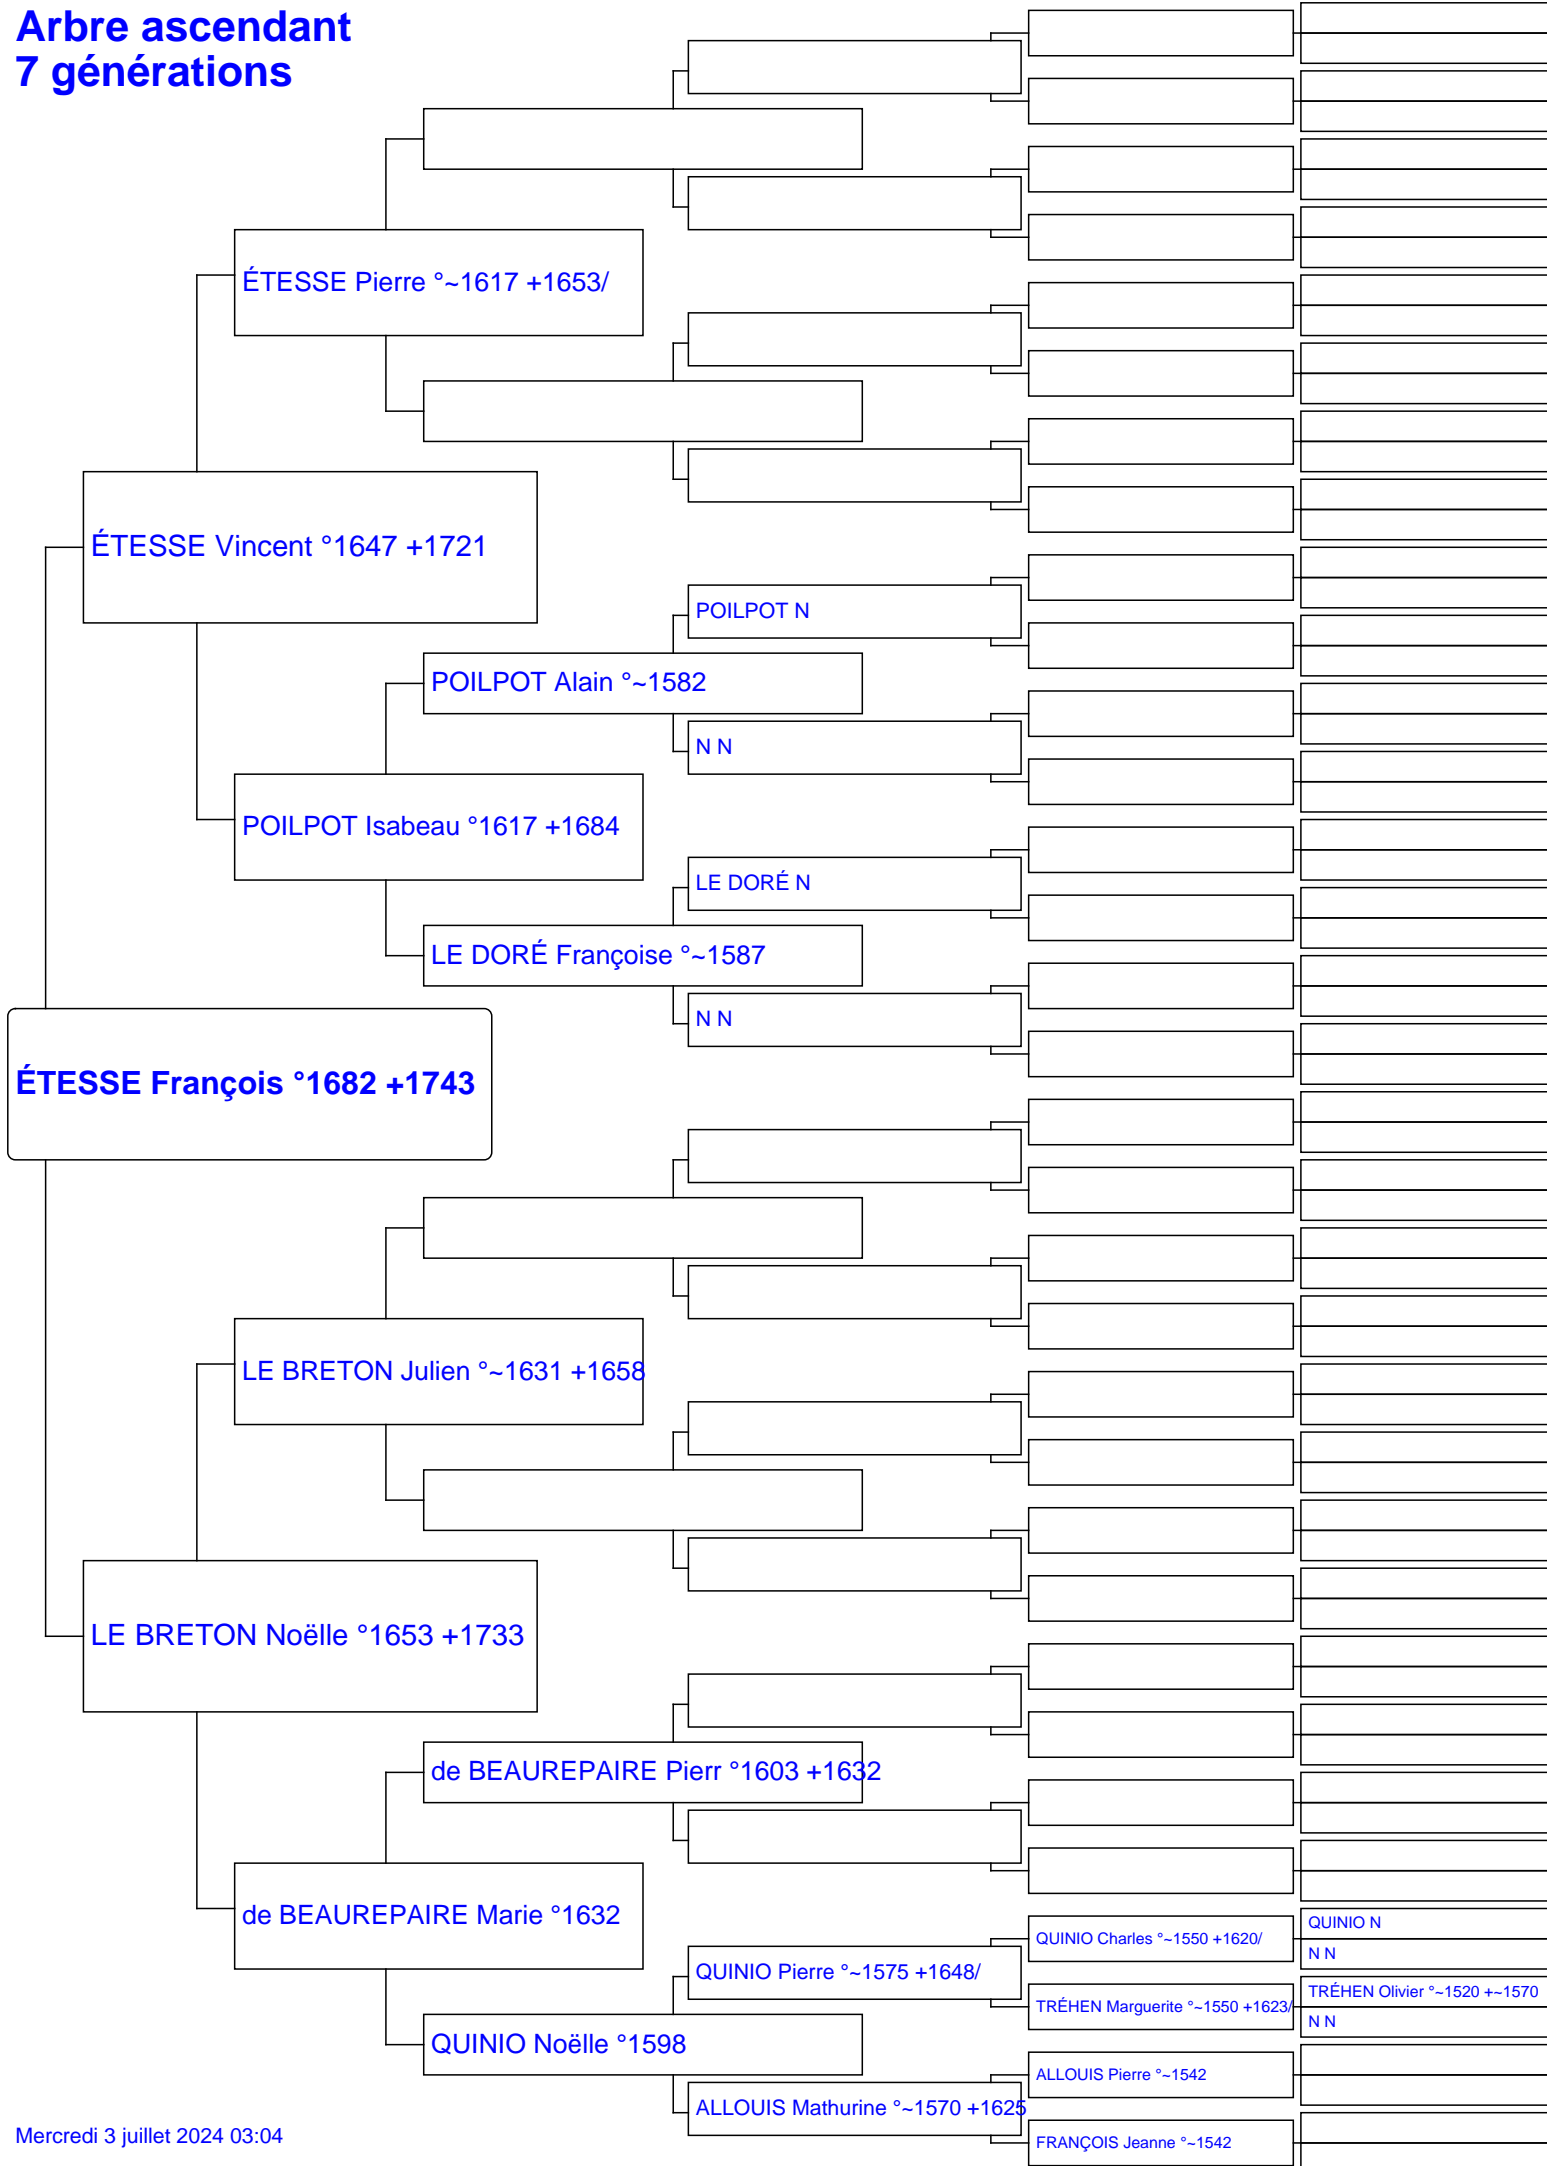 Arbre ascendant
7 générations
ÉTESSE Pierre °~1617 +1653/
ÉTESSE Vincent °1647 +1721
POILPOT N
POILPOT Alain °~1582
N N
POILPOT Isabeau °1617 +1684
LE DORÉ N
LE DORÉ Françoise °~1587
N N
ÉTESSE François °1682 +1743
LE BRETON Julien °~1631 +1658
LE BRETON Noëlle °1653 +1733
de BEAUREPAIRE Pierr °1603 +1632
de BEAUREPAIRE Marie °1632
QUINIO N
QUINIO Charles °~1550 +1620/
N N
QUINIO Pierre °~1575 +1648/
TRÉHEN Olivier °~1520 +~1570
TRÉHEN Marguerite °~1550 +1623/
N N
QUINIO Noëlle °1598
ALLOUIS Pierre °~1542
ALLOUIS Mathurine °~1570 +1625
FRANÇOIS Jeanne °~1542
Mercredi 3 juillet 2024 03:04